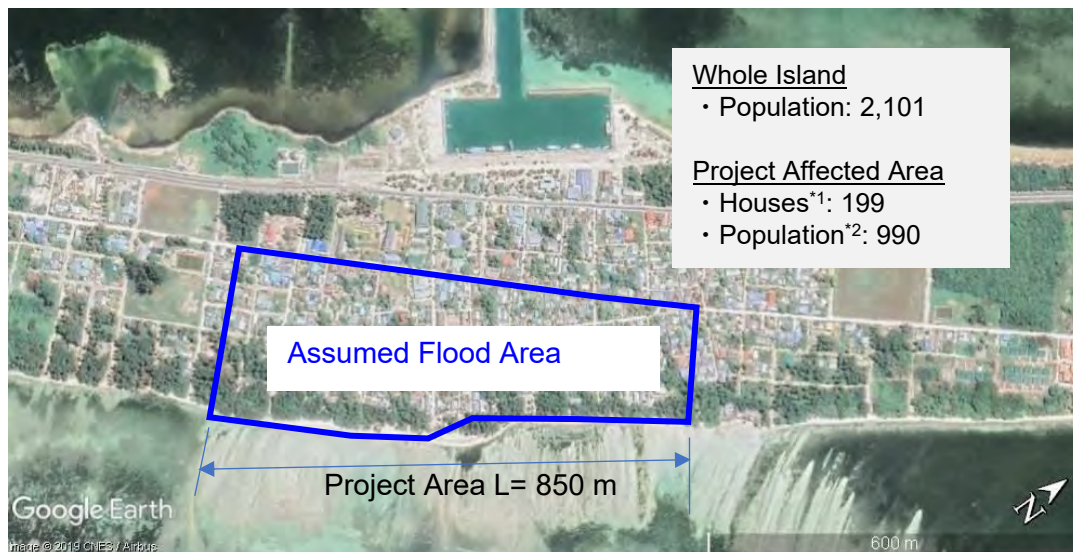 Whole Island
・Population: 2,101
Project Affected Area
・Houses*1: 199
・Population*2: 990
Assumed Flood Area
Project Area L= 850 m
Google Earth
Image © 2019 CNES / Airbus
600 m
N